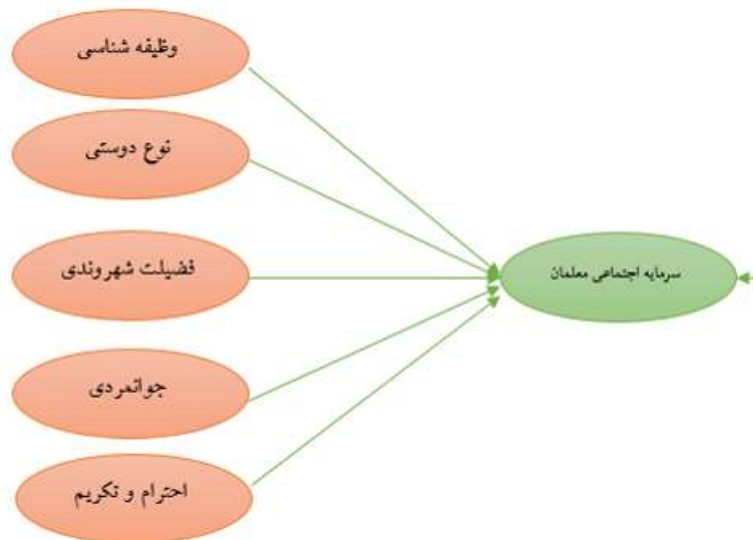 وظیفه شناسی
نوع دوستی
فضیلت شهروندی
سرمایه اجتماعی معلمان
جوانمردی
احترام و تکریم